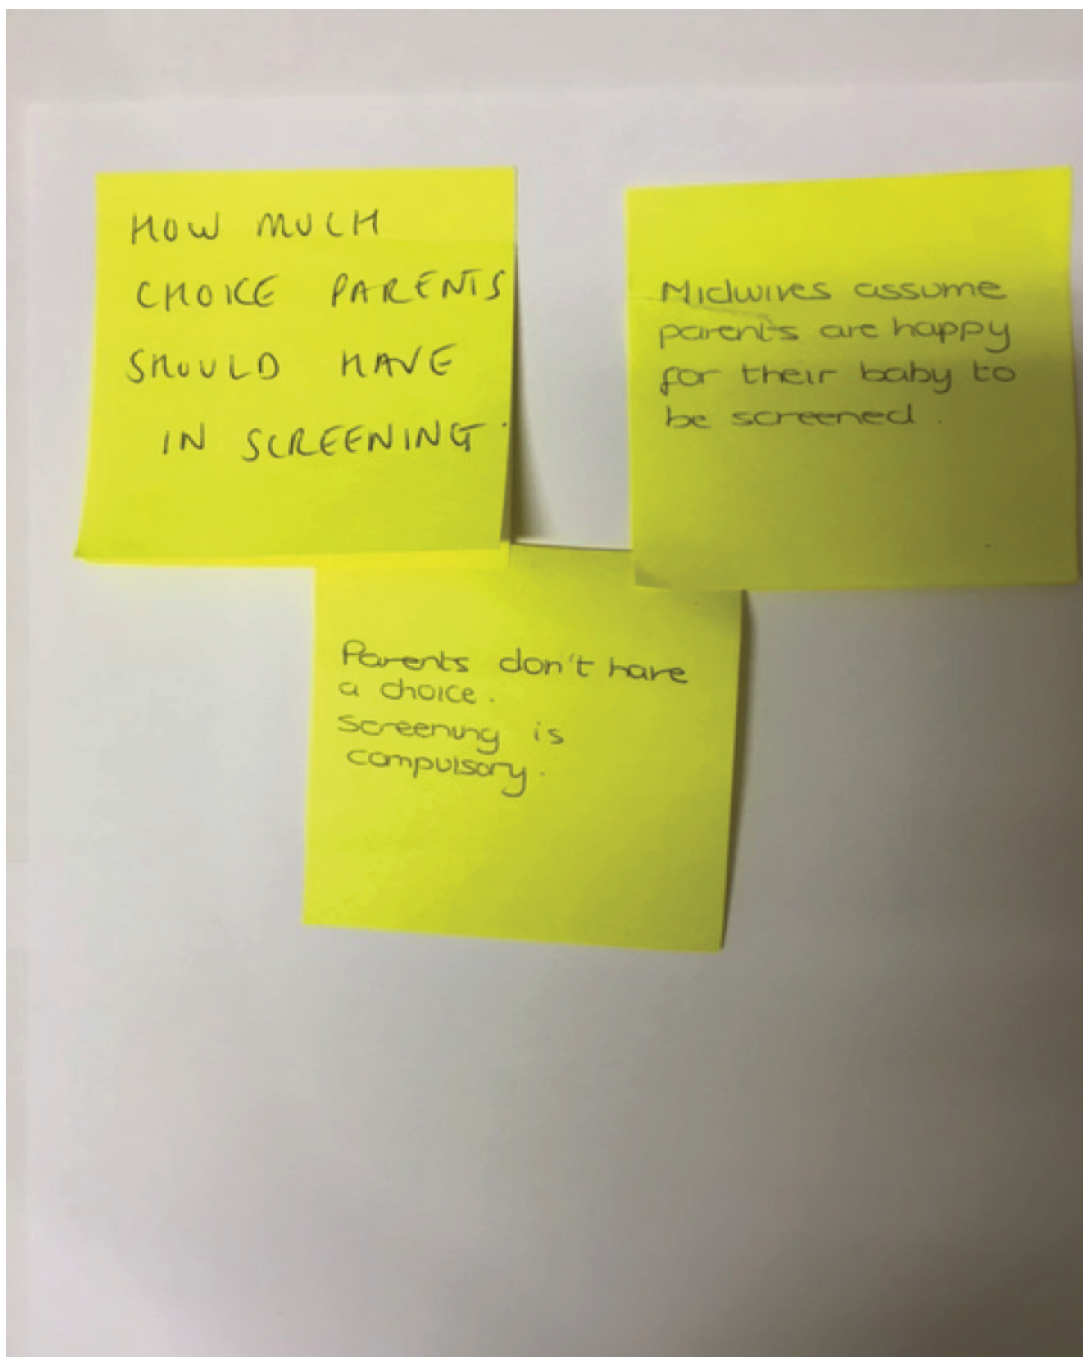 HOW MUCH
CHOICE PARENTS
SHOULD HAVE
IN SCREENING.
Midwives assume
parents are happy
for their baby to
be screened.
Parents don't have
a choice.
Screening is
compulsory.